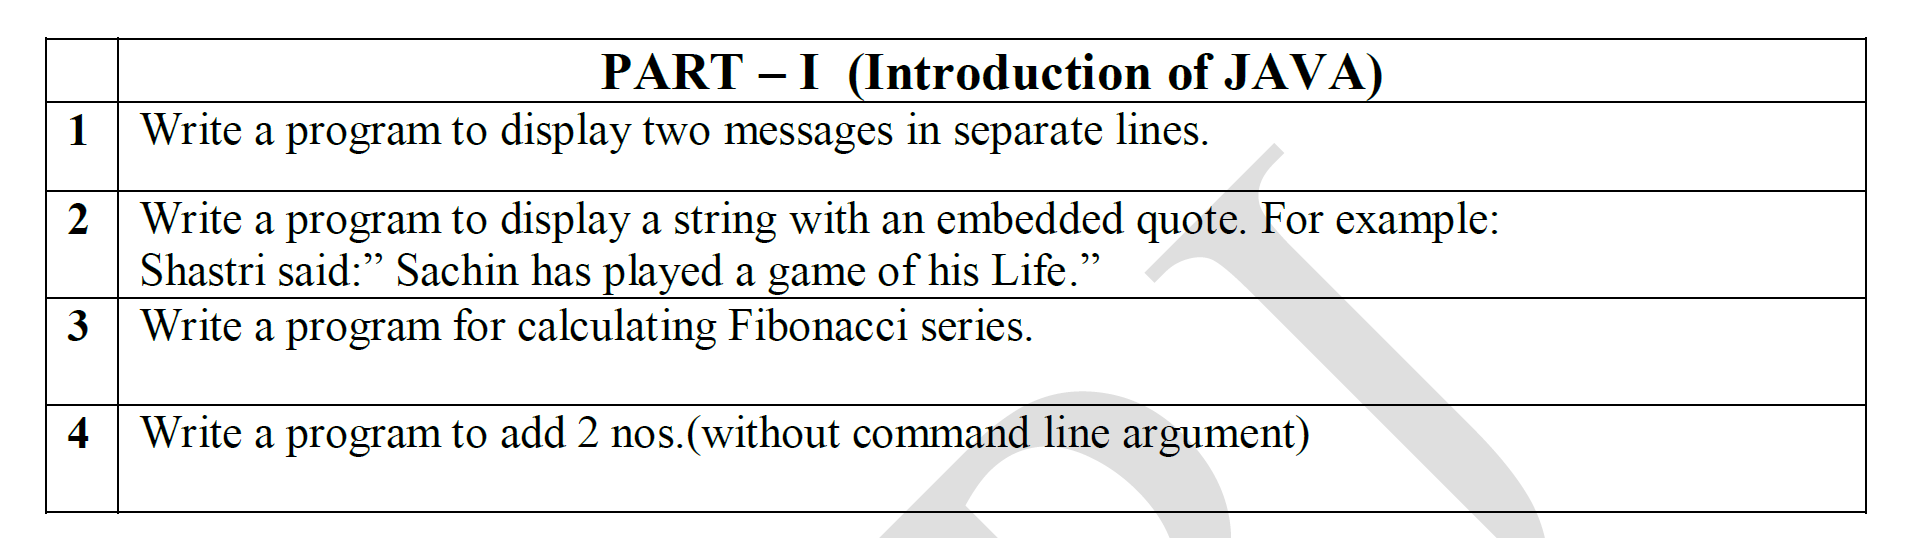 PART – I (Introduction of JAVA)
1 Write a program to display two messages in separate lines.
2 Write a program to display a string with an embedded quote. For example:
Shastri said:” Sachin has played a game of his Life.”
3 Write a program for calculating Fibonacci series.
4 Write a program to add 2 nos.(without command line argument)